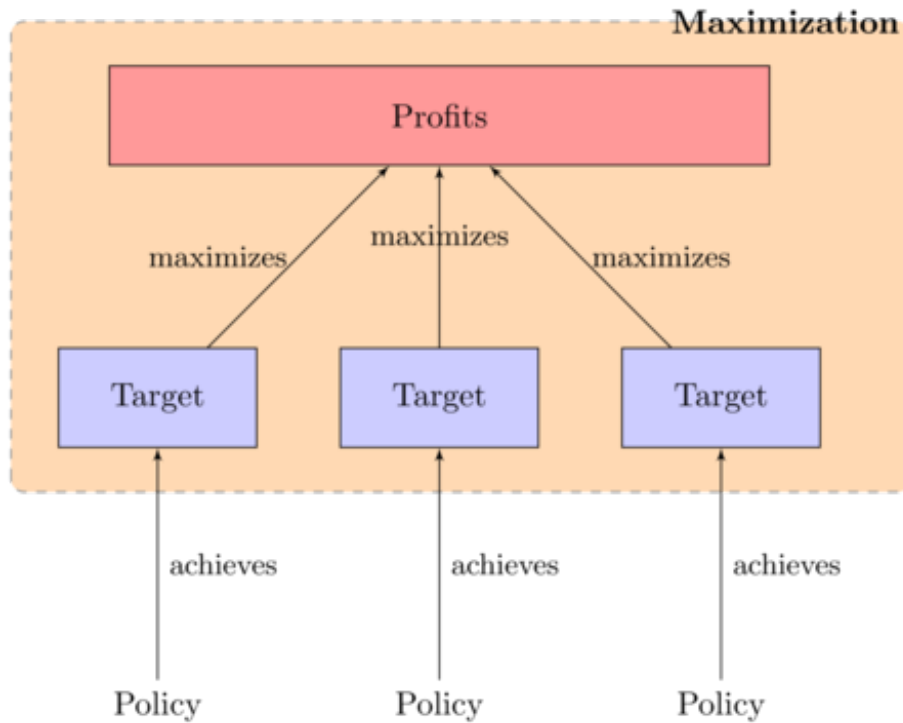 Maximization
Profits
maximizes
maximizes
maximizes
Target
Target
Target
achieves
achieves
achieves
Policy
Policy
Policy